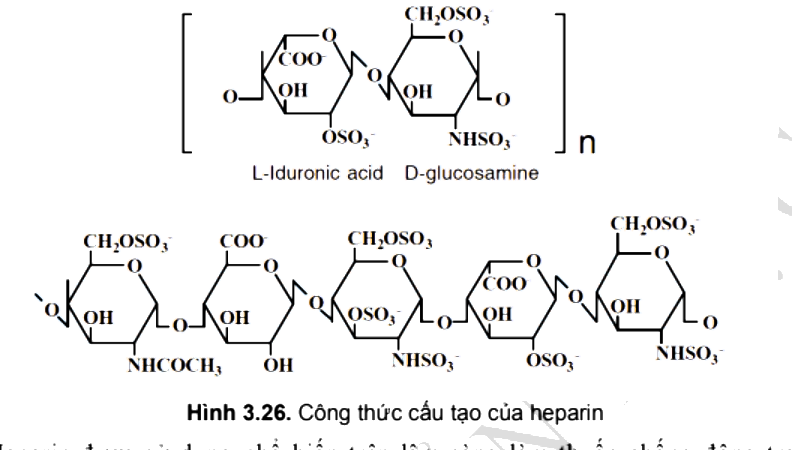 [ CH₂OSO₃⁻ O O
COO⁻ O OH OH O O
OSO₃⁻ NHSO₃⁻ ]n
L-Iduronic acid D-glucosamine
CH₂OSO₃⁻ COO⁻ CH₂OSO₃ CH₂OSO₃⁻
O O O O O
COO
O OH O OH O OSO₃⁻ O OH O OH O
NHCOCH₃ OH NHSO₃⁻ OSO₃⁻ NHSO₃⁻
Hình 3.26. Công thức cấu tạo của heparin